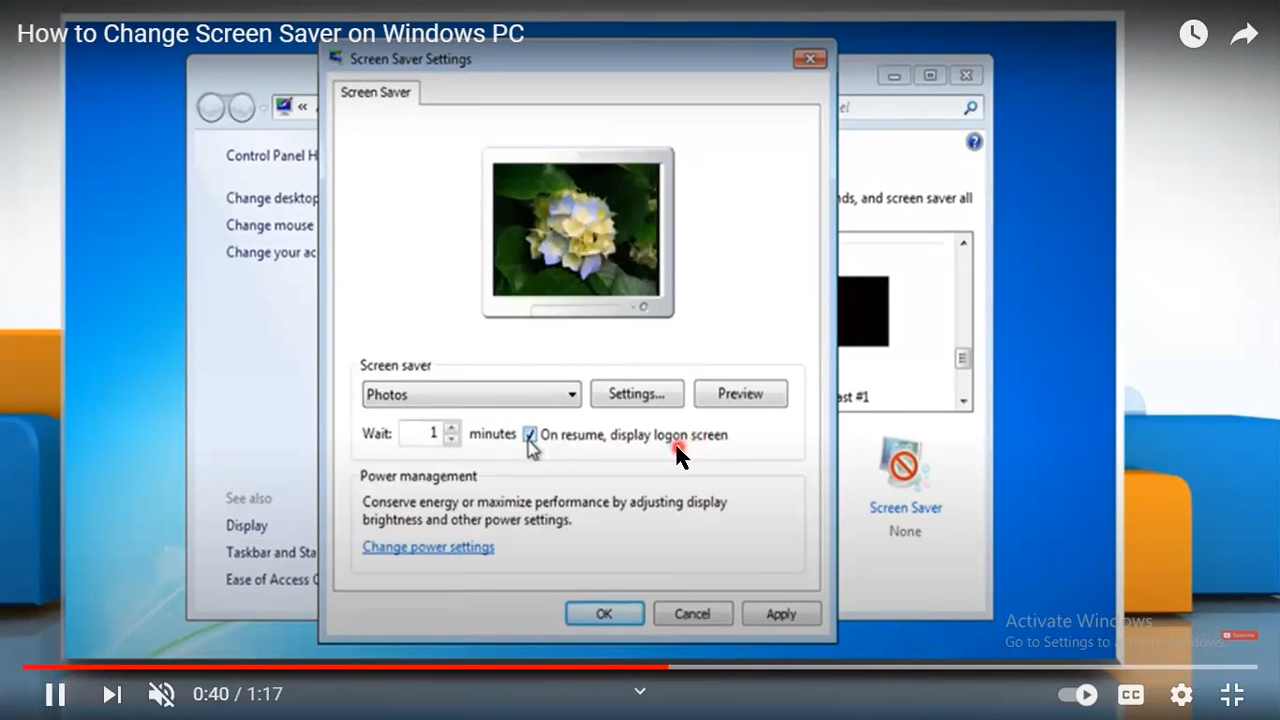 How to Change Screen Saver on Windows PC
Screen Saver Settings
Screen Saver
Control Panel H
Change desktop
Change mouse
Change your ac
nds, and screen saver all
ast #1
Screen saver
Photos
Settings...
Preview
Wait: 1 minutes On resume, display logon screen
Power management
Conserve energy or maximize performance by adjusting display
brightness and other power settings.
Change power settings
See also
Display
Taskbar and Sta
Ease of Access C
Screen Saver
None
OK
Cancel
Apply
Activate Windows
Go to Settings to activate Windows.
0:40 / 1:17
CC